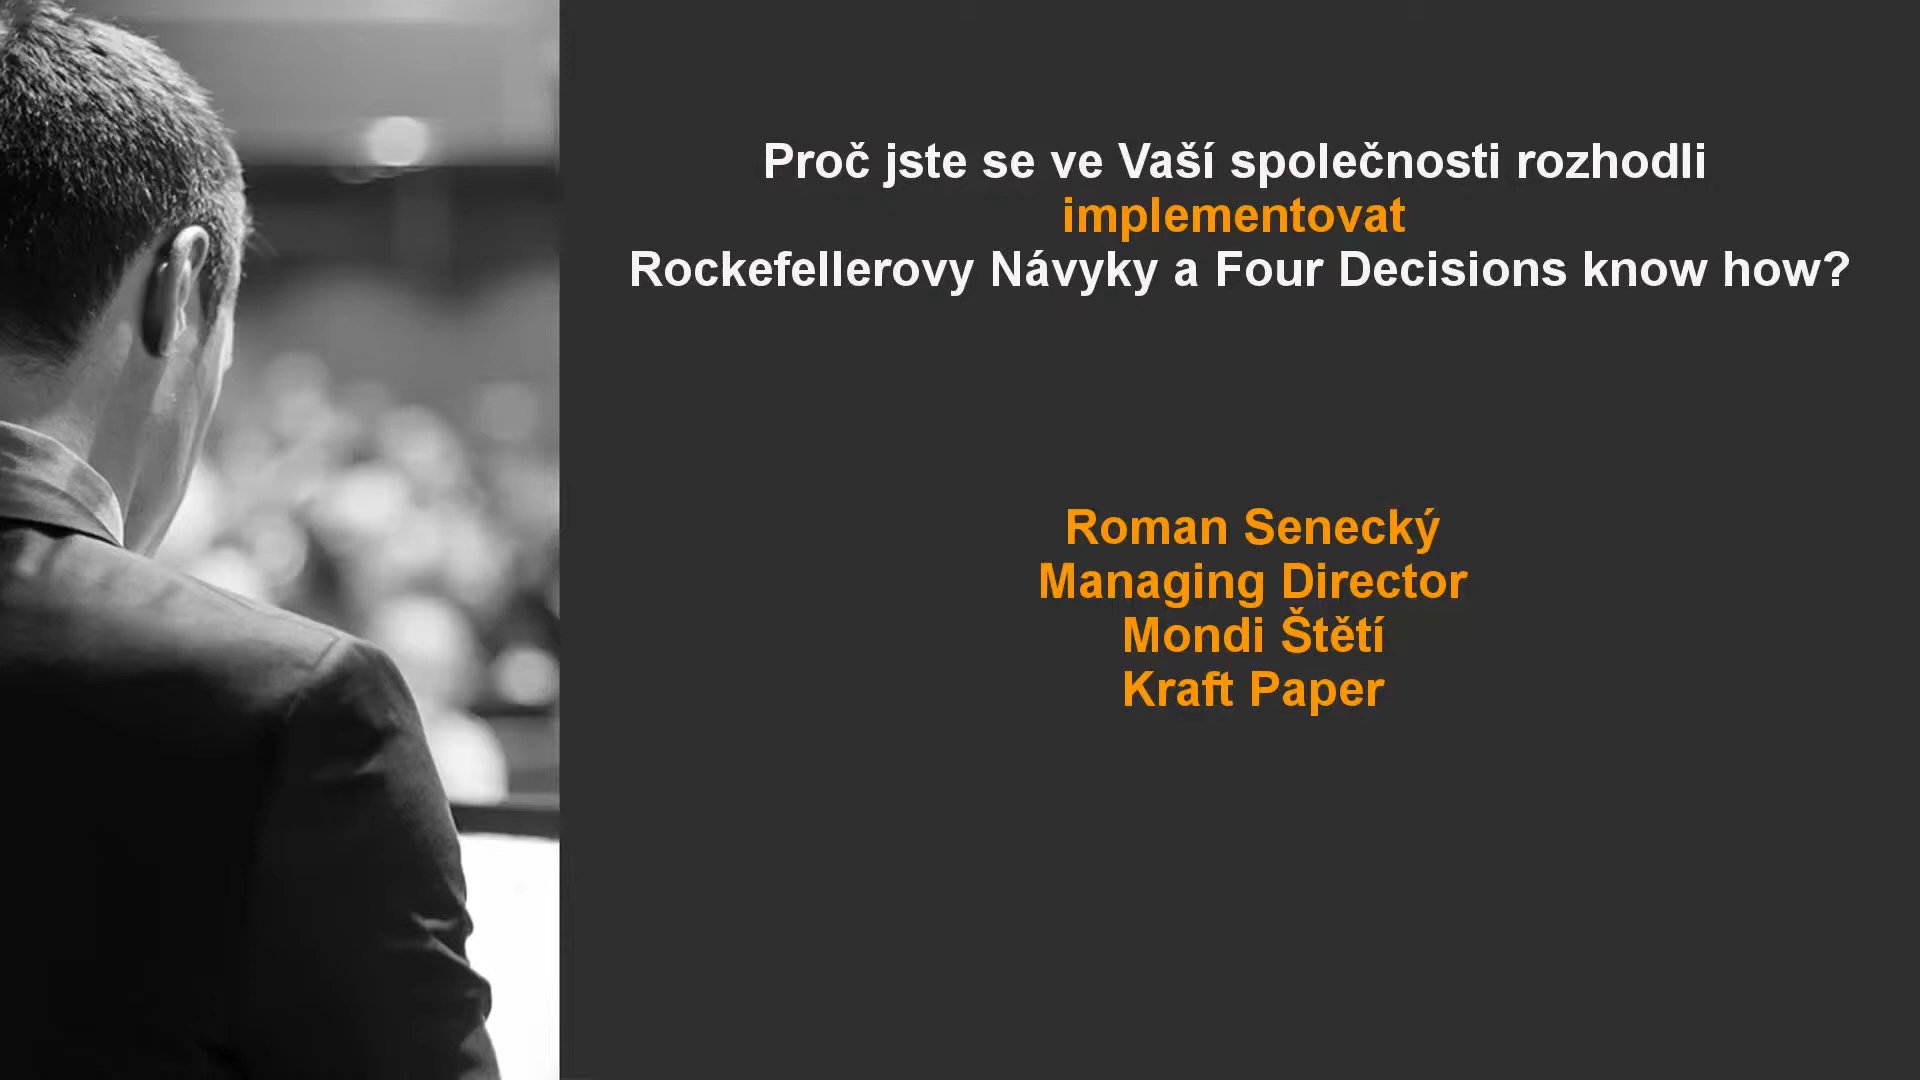 Proč jste se ve Vaší společnosti rozhodli
implementovat
Rockefellerovy Návyky a Four Decisions know how?
Roman Senecký
Managing Director
Mondi Štětí
Kraft Paper